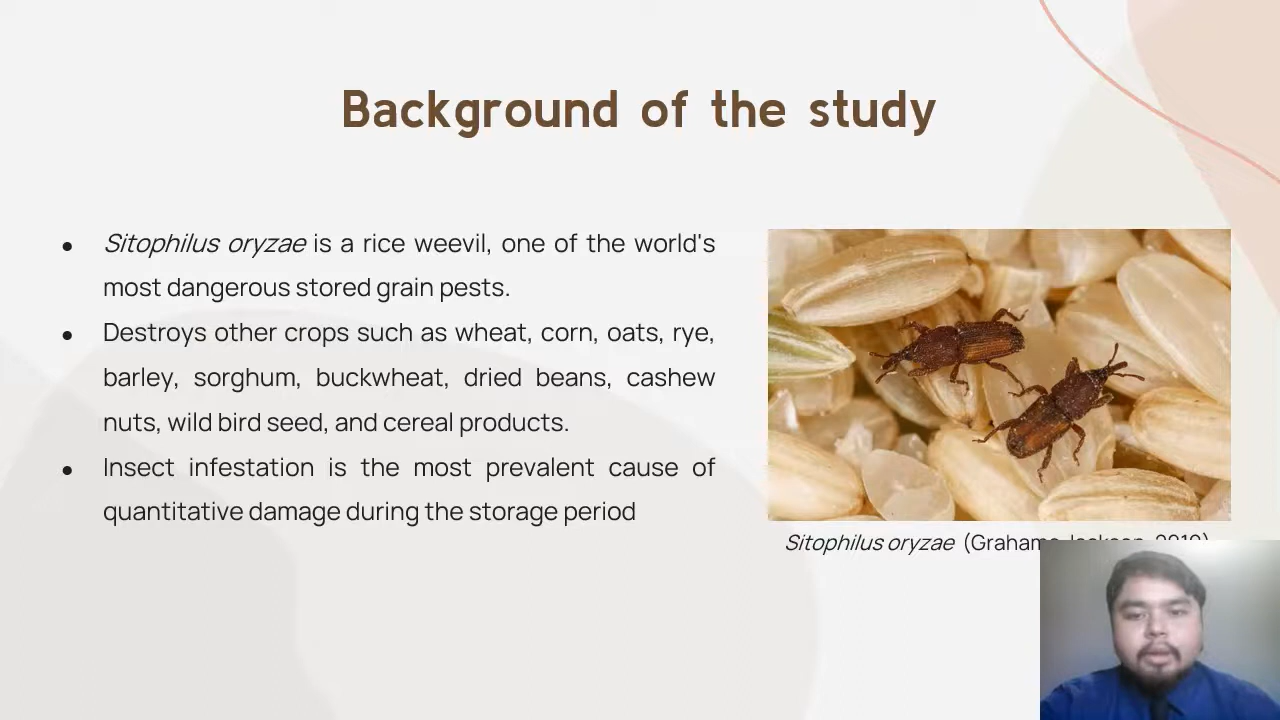 Background of the study
• Sitophilus oryzae is a rice weevil, one of the world's
most dangerous stored grain pests.
• Destroys other crops such as wheat, corn, oats, rye,
barley, sorghum, buckwheat, dried beans, cashew
nuts, wild bird seed, and cereal products.
• Insect infestation is the most prevalent cause of
quantitative damage during the storage period
Sitophilus oryzae (Grahame